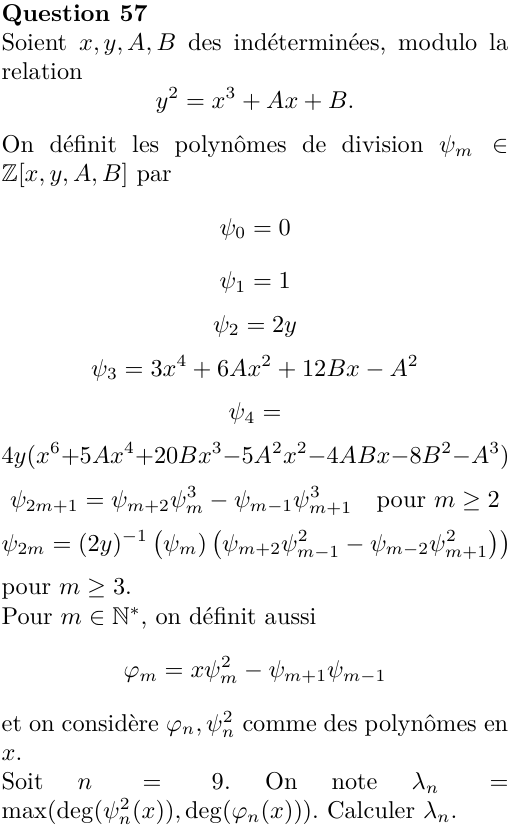 Question 57
Soient x, y, A, B des indéterminées, modulo la
relation
y² = x³ + Ax + B.
On définit les polynômes de division ψ_m ∈
ℤ[x, y, A, B] par
ψ₀ = 0
ψ₁ = 1
ψ₂ = 2y
ψ₃ = 3x⁴ + 6Ax² + 12Bx − A²
ψ₄ =
4y(x⁶+5Ax⁴+20Bx³−5A²x²−4ABx−8B²−A³)
ψ_{2m+1} = ψ_{m+2}ψ_m³ − ψ_{m−1}ψ_{m+1}³ pour m ≥ 2
ψ_{2m} = (2y)⁻¹ (ψ_m) (ψ_{m+2}ψ_{m−1}² − ψ_{m−2}ψ_{m+1}²))
pour m ≥ 3.
Pour m ∈ ℕ*, on définit aussi
φ_m = xψ_m² − ψ_{m+1}ψ_{m−1}
et on considère φ_n, ψ_n² comme des polynômes en
x.
Soit n = 9. On note λ_n =
max(deg(ψ_n²(x)), deg(φ_n(x))). Calculer λ_n.